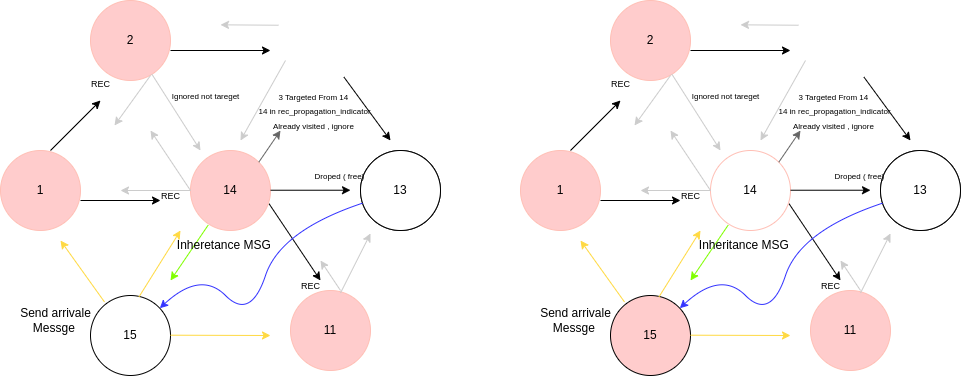 2
REC
Ignored not tareget
3 Targeted From 14
14 in rec_propagation_indicator
Already visited , ignore
1
REC
14
Droped ( free)
13
Inheretance MSG
REC
Send arrivale
Messge
15
11
2
REC
Ignored not tareget
3 Targeted From 14
14 in rec_propagation_indicator
Already visited , ignore
1
REC
14
Droped ( free)
13
Inheritance MSG
REC
Send arrivale
Messge
15
11